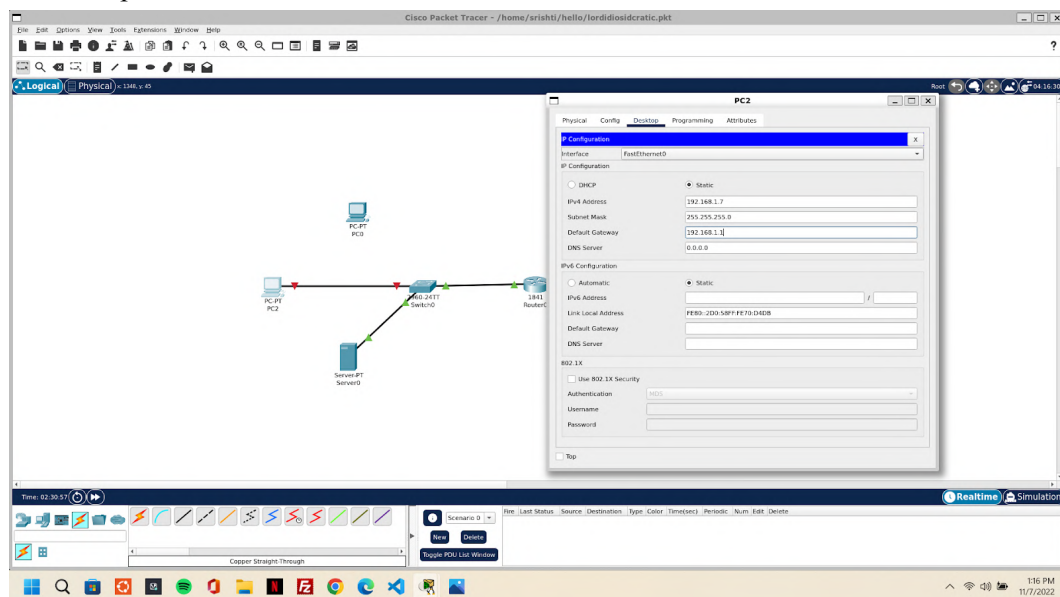 Cisco Packet Tracer - /home/srishti/hello/lordidiosidcratic.pkt
File Edit Options View Tools Extensions Window Help
?
Logical Physical x: 1348, y: 45
Root 04:16:30
PC2
Physical Config Desktop Programming Attributes
IP Configuration X
Interface FastEthernet0
IP Configuration
DHCP Static
IPv4 Address 192.168.1.7
Subnet Mask 255.255.255.0
Default Gateway 192.168.1.1
DNS Server 0.0.0.0
IPv6 Configuration
Automatic Static
IPv6 Address /
Link Local Address FE80::2D0:58FF:FE70:D4DB
Default Gateway
DNS Server
802.1X
Use 802.1X Security
Authentication MD5
Username
Password
Top
PC-PT
PC0
PC-PT
PC2
2960-24TT
Switch0
1841
Router0
Server-PT
Server0
Time: 02:30:57
Realtime Simulation
Scenario 0
New Delete
Toggle PDU List Window
Fire Last Status Source Destination Type Color Time(sec) Periodic Num Edit Delete
Copper Straight-Through
1:16 PM
11/7/2022